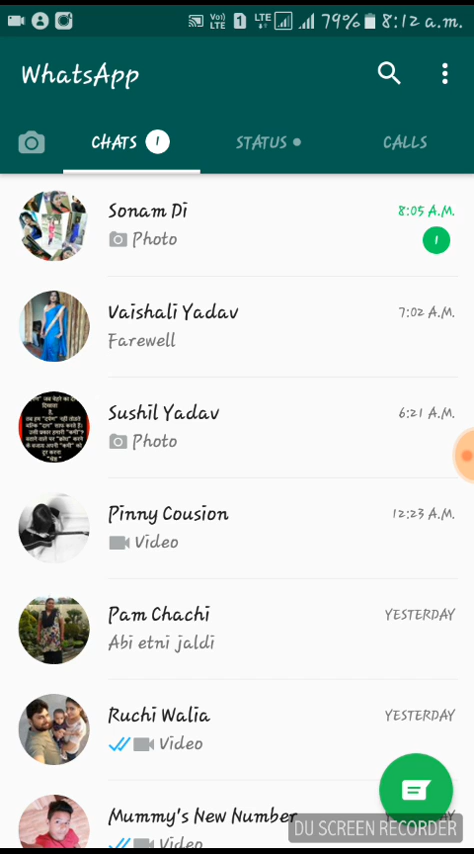 Vo) LTE 1 LTE 79% 8:12 a.m.
WhatsApp
CHATS 1 STATUS CALLS
Sonam Di 8:05 A.M.
Photo 1
Vaishali Yadav 7:02 A.M.
Farewell
Sushil Yadav 6:21 A.M.
Photo
Pinny Cousion 12:23 A.M.
Video
Pam Chachi YESTERDAY
Abi etni jaldi
Ruchi Walia YESTERDAY
Video
Mummy's New Number
Video
DU SCREEN RECORDER